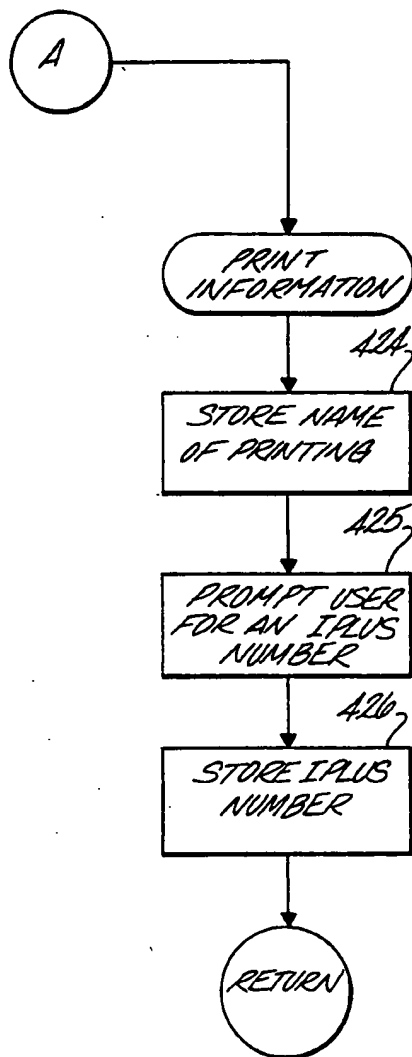 A
PRINT
INFORMATION
424
STORE NAME
OF PRINTING
425
PROMPT USER
FOR AN IPLUS
NUMBER
426
STORE IPLUS
NUMBER
RETURN